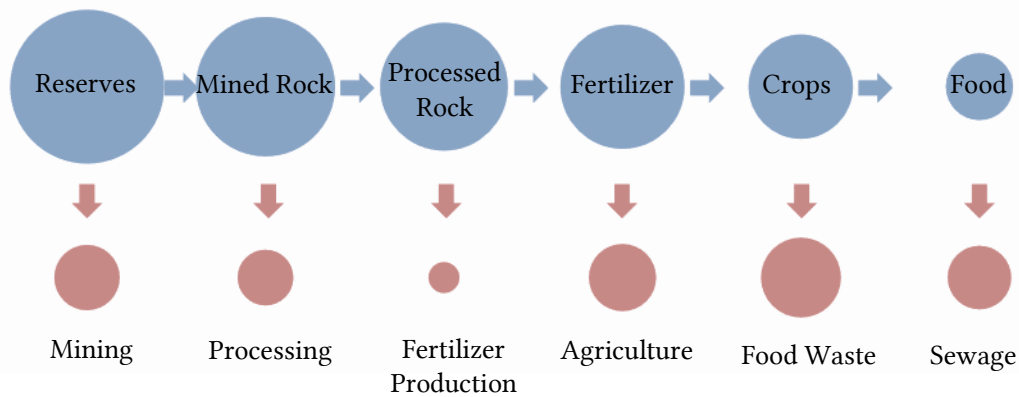 Reserves
Mined Rock
Processed
Rock
Fertilizer
Crops
Food
Mining
Processing
Fertilizer
Production
Agriculture
Food Waste
Sewage